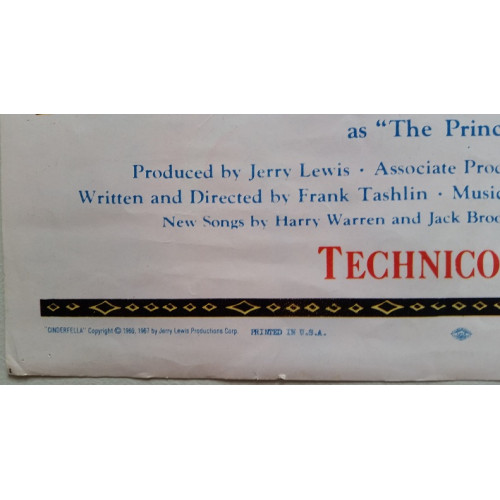 as "The Princ
Produced by Jerry Lewis · Associate Prod
Written and Directed by Frank Tashlin · Music
New Songs by Harry Warren and Jack Broo
TECHNICO
"CINDERFELLA" Copyright © 1960, 1967 by Jerry Lewis Productions Corp. PRINTED IN U.S.A.